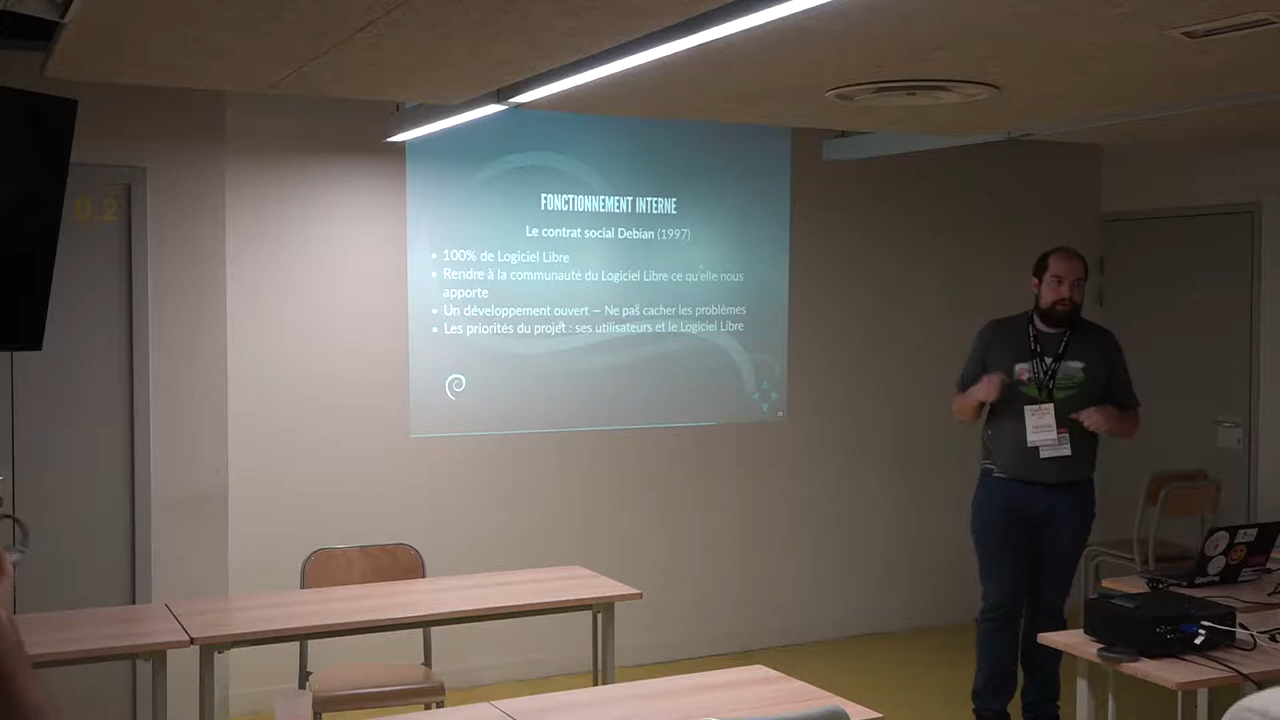 0.2
FONCTIONNEMENT INTERNE
Le contrat social Debian (1997)
• 100% de Logiciel Libre
• Rendre à la communauté du Logiciel Libre ce qu'elle nous
apporte
• Un développement ouvert – Ne pas cacher les problèmes
• Les priorités du projet : ses utilisateurs et le Logiciel Libre